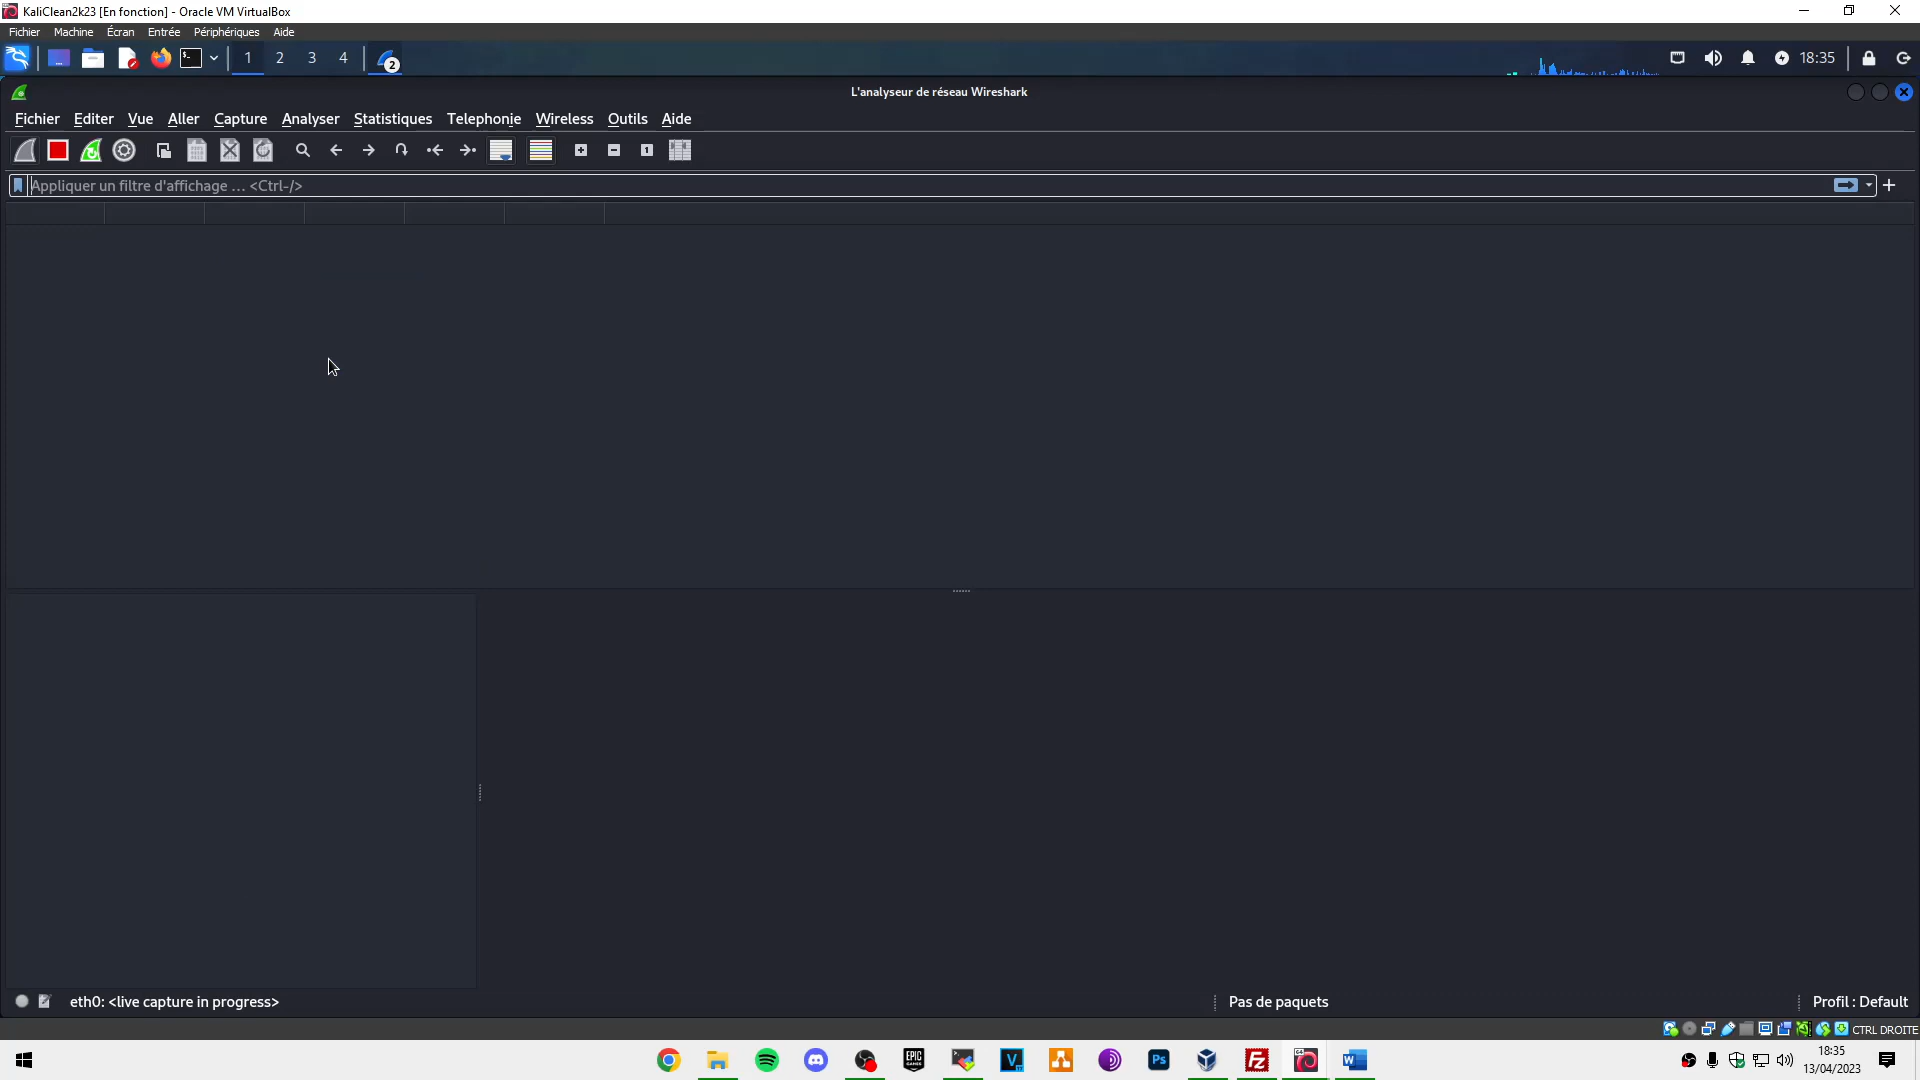 KaliClean2k23 [En fonction] - Oracle VM VirtualBox
Fichier Machine Écran Entrée Périphériques Aide
1 2 3 4 2 18:35
L'analyseur de réseau Wireshark
Fichier Editer Vue Aller Capture Analyser Statistiques Telephonie Wireless Outils Aide
Appliquer un filtre d'affichage ... <Ctrl-/>
eth0: <live capture in progress> Pas de paquets Profil : Default
CTRL DROITE
18:35
13/04/2023